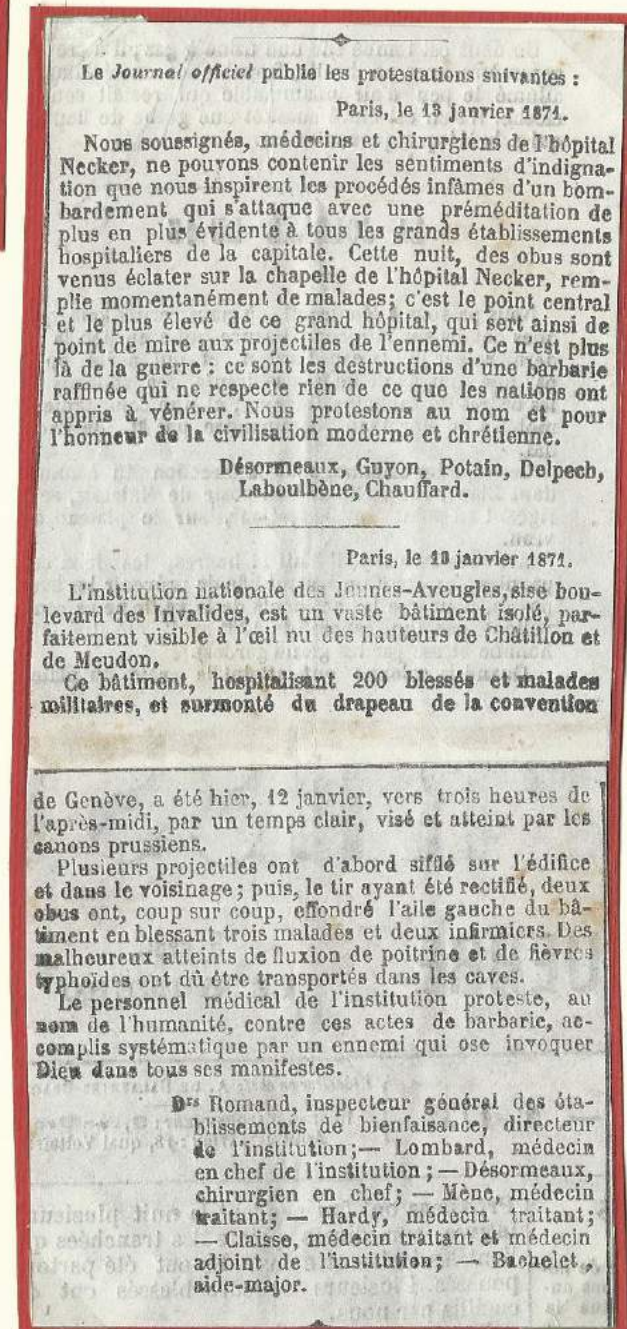 Le Journal officiel publie les protestations suivantes :
Paris, le 13 janvier 1871.
Nous soussignés, médecins et chirurgiens de l'hôpital
Necker, ne pouvons contenir les sentiments d'indigna-
tion que nous inspirent les procédés infâmes d'un bom-
bardement qui s'attaque avec une préméditation de
plus en plus évidente à tous les grands établissements
hospitaliers de la capitale. Cette nuit, des obus sont
venus éclater sur la chapelle de l'hôpital Necker, rem-
plie momentanément de malades; c'est le point central
et le plus élevé de ce grand hôpital, qui sert ainsi de
point de mire aux projectiles de l'ennemi. Ce n'est plus
là de la guerre : ce sont les destructions d'une barbarie
raffinée qui ne respecte rien de ce que les nations ont
appris à vénérer. Nous protestons au nom et pour
l'honneur de la civilisation moderne et chrétienne.
Désormeaux, Guyon, Potain, Delpech,
Laboulbène, Chauffard.
Paris, le 13 janvier 1871.
L'institution nationale des Jeunes-Aveugles, sise bou-
levard des Invalides, est un vaste bâtiment isolé, par-
faitement visible à l'œil nu des hauteurs de Châtillon et
de Meudon.
Ce bâtiment, hospitalisant 200 blessés et malades
militaires, et surmonté du drapeau de la convention
de Genève, a été hier, 12 janvier, vers trois heures de
l'après-midi, par un temps clair, visé et atteint par les
canons prussiens.
Plusieurs projectiles ont d'abord sifflé sur l'édifice
et dans le voisinage; puis, le tir ayant été rectifié, deux
obus ont, coup sur coup, effondré l'aile gauche du bâ-
timent en blessant trois malades et deux infirmiers. Des
malheureux atteints de fluxion de poitrine et de fièvres
typhoïdes ont dû être transportés dans les caves.
Le personnel médical de l'institution proteste, au
nom de l'humanité, contre ces actes de barbarie, ac-
complis systématique par un ennemi qui ose invoquer
Dieu dans tous ses manifestes.
Drs Romand, inspecteur général des éta-
blissements de bienfaisance, directeur
de l'institution;— Lombard, médecin
en chef de l'institution; — Désormeaux,
chirurgien en chef; — Mène, médecin
traitant; — Hardy, médecin traitant;
— Claisse, médecin traitant et médecin
adjoint de l'institution; — Bachelet,
aide-major.